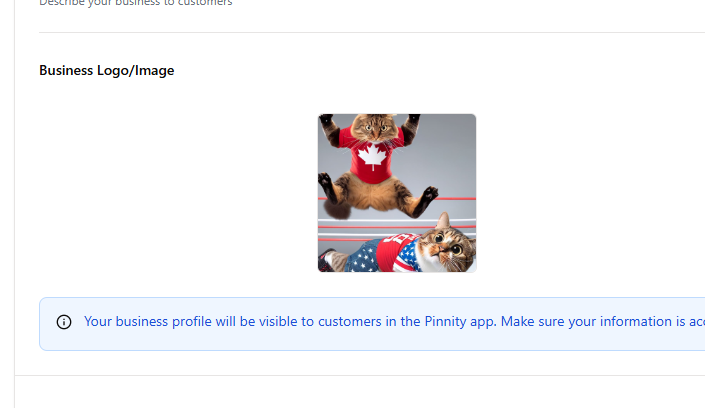 Describe your business to customers
Business Logo/Image
Your business profile will be visible to customers in the Pinnity app. Make sure your information is